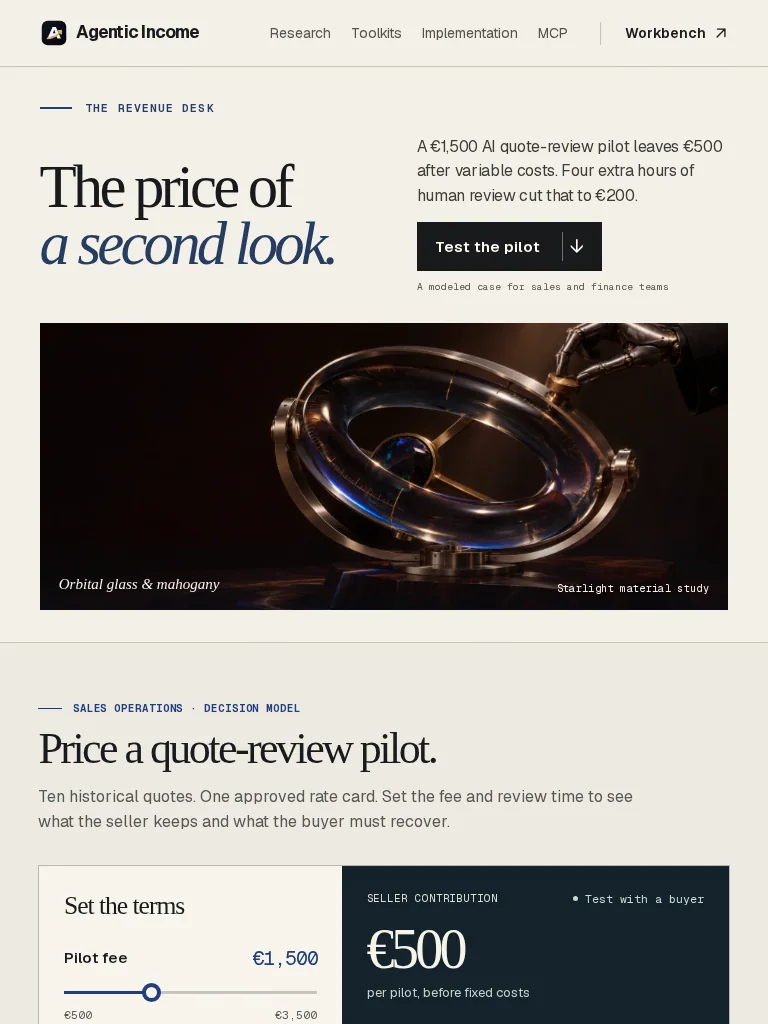 Agentic Income
Research
Toolkits
Implementation
MCP
Workbench
THE REVENUE DESK
The price of
a second look.
A €1,500 AI quote-review pilot leaves €500
after variable costs. Four extra hours of
human review cut that to €200.
Test the pilot
A modeled case for sales and finance teams
Orbital glass & mahogany
Starlight material study
SALES OPERATIONS · DECISION MODEL
Price a quote-review pilot.
Ten historical quotes. One approved rate card. Set the fee and review time to see
what the seller keeps and what the buyer must recover.
Set the terms
Pilot fee
€1,500
€500
€3,500
SELLER CONTRIBUTION
Test with a buyer
€500
per pilot, before fixed costs